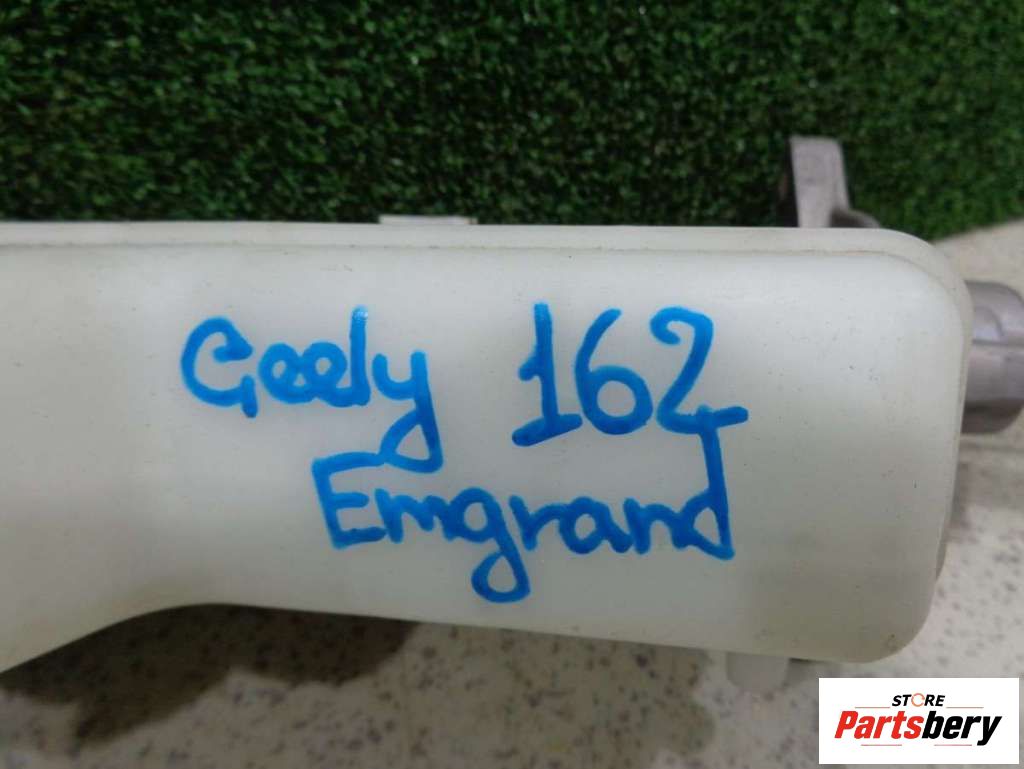 Geely 162
Emgrand
STORE
Partsbery